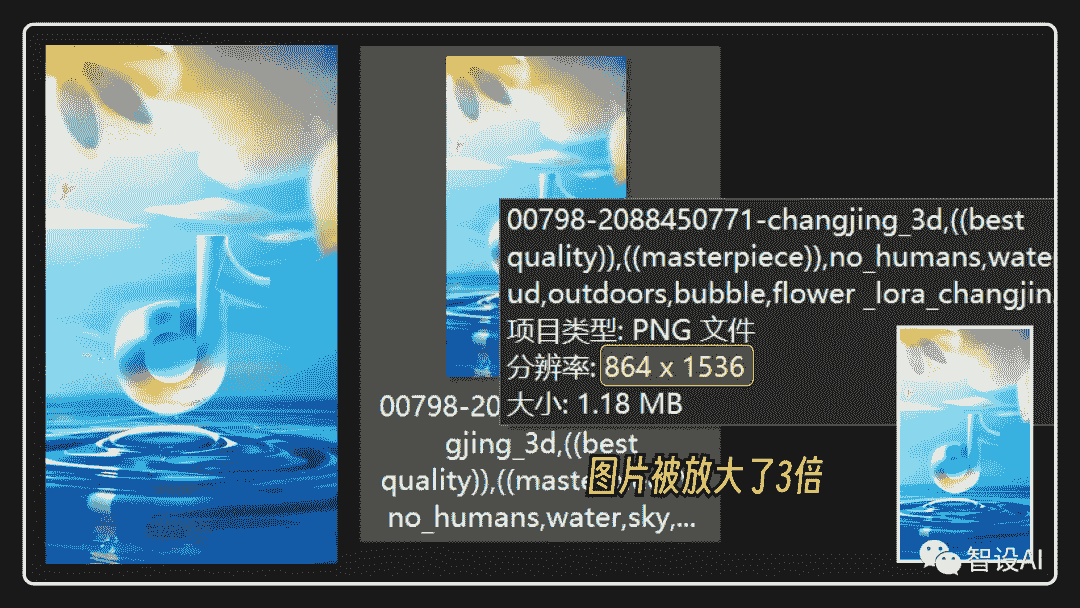 00798-2088450771-changjing_3d,((best
quality)),((masterpiece)),no_humans,wate
ud,outdoors,bubble,flower _lora_changjin
项目类型: PNG 文件
分辨率: 864 x 1536
大小: 1.18 MB
00798-20
gjing_3d,((best
quality)),((maste
no_humans,water,sky,...
图片被放大了3倍
智设AI